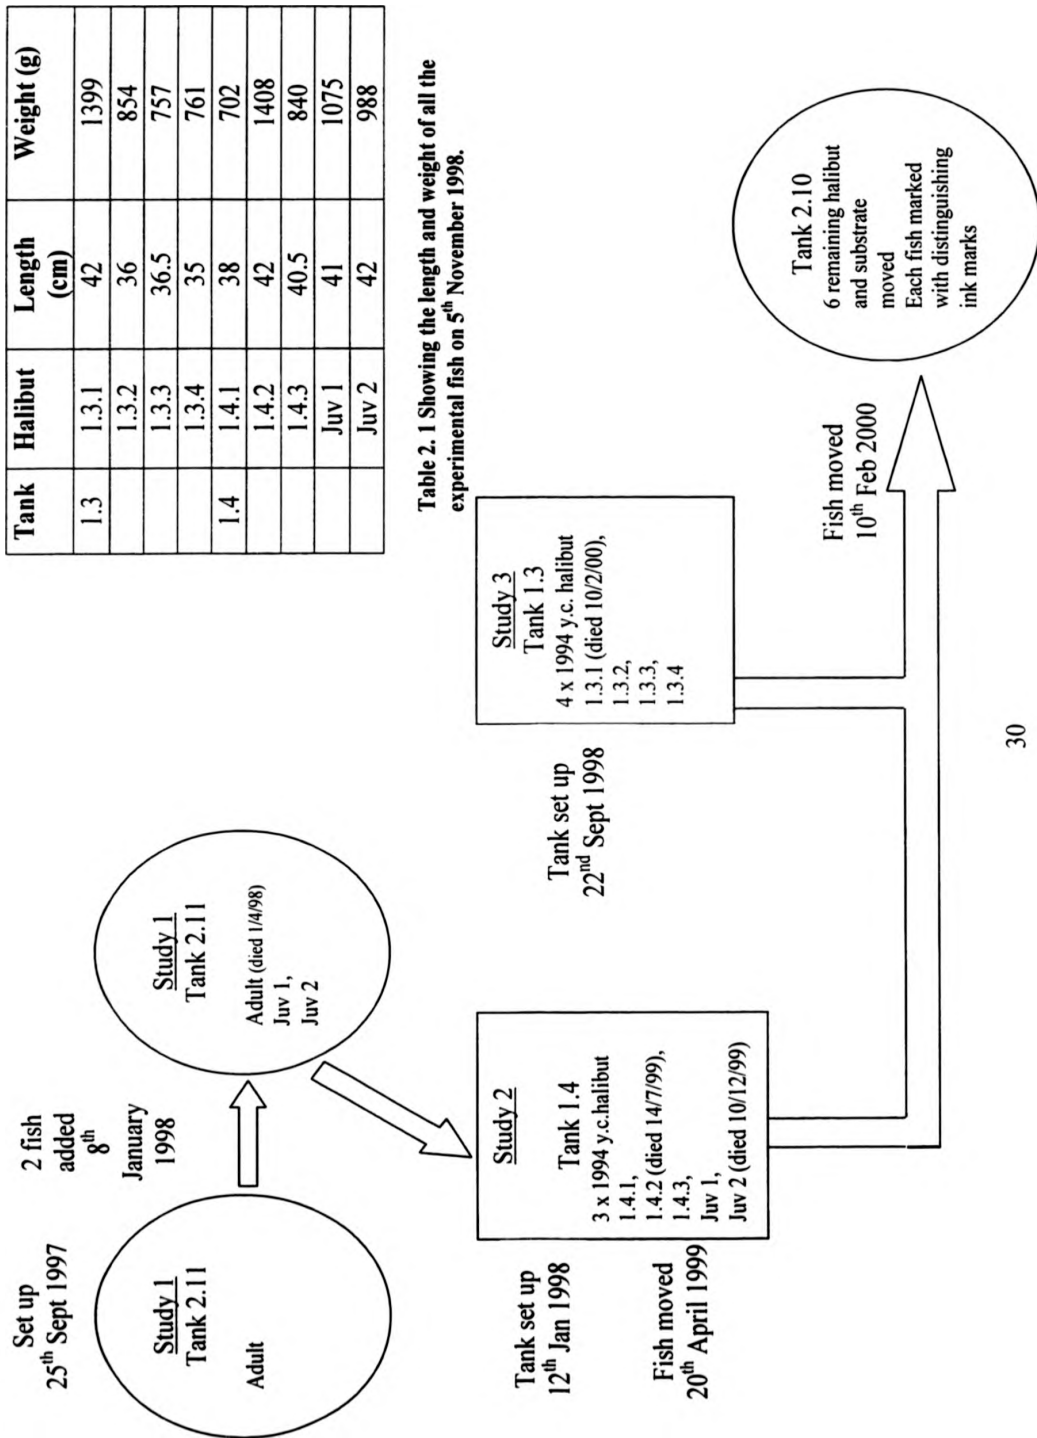 Set up
25th Sept 1997
Study 1
Tank 2.11
Adult
2 fish
added
8th
January
1998
Study 1
Tank 2.11
Adult (died 1/4/98)
Juv 1,
Juv 2
Tank Halibut Length (cm) Weight (g)
1.3 1.3.1 42 1399
1.3.2 36 854
1.3.3 36.5 757
1.3.4 35 761
1.4 1.4.1 38 702
1.4.2 42 1408
1.4.3 40.5 840
Juv 1 41 1075
Juv 2 42 988
Table 2. 1 Showing the length and weight of all the
experimental fish on 5th November 1998.
Tank set up
12th Jan 1998
Fish moved
20th April 1999
Study 2
Tank 1.4
3 x 1994 y.c.halibut
1.4.1,
1.4.2 (died 14/7/99),
1.4.3,
Juv 1,
Juv 2 (died 10/12/99)
Tank set up
22nd Sept 1998
Study 3
Tank 1.3
4 x 1994 y.c. halibut
1.3.1 (died 10/2/00),
1.3.2,
1.3.3,
1.3.4
Fish moved
10th Feb 2000
Tank 2.10
6 remaining halibut
and substrate
moved
Each fish marked
with distinguishing
ink marks
30